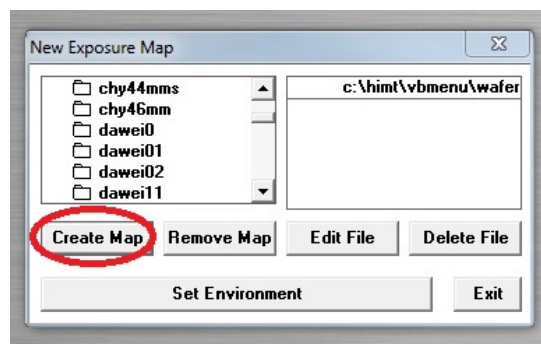 New Exposure Map
chy44mms
chy46mm
dawei0
dawei01
dawei02
dawei11
c:\himt\vbmenu\wafer
Create Map
Remove Map
Edit File
Delete File
Set Environment
Exit